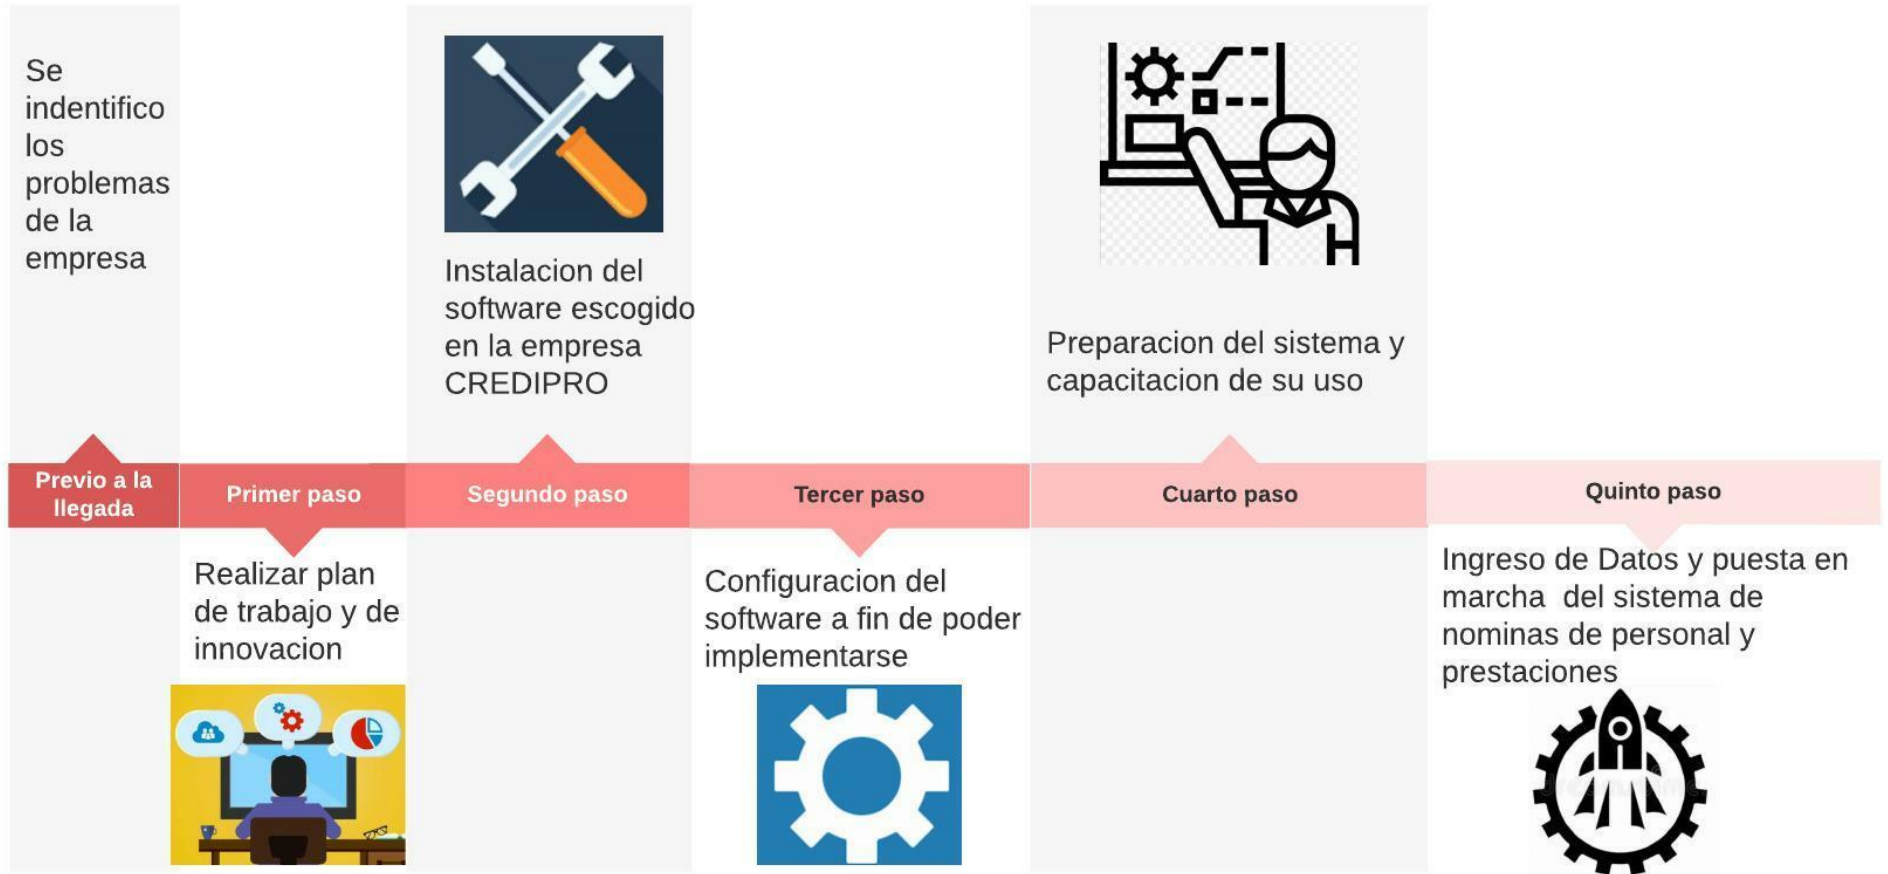 Se
indentifico
los
problemas
de la
empresa
Previo a la
llegada
Primer paso
Realizar plan
de trabajo y de
innovacion
Instalacion del
software escogido
en la empresa
CREDIPRO
Segundo paso
Tercer paso
Configuracion del
software a fin de poder
implementarse
Preparacion del sistema y
capacitacion de su uso
Cuarto paso
Quinto paso
Ingreso de Datos y puesta en
marcha  del sistema de
nominas de personal y
prestaciones